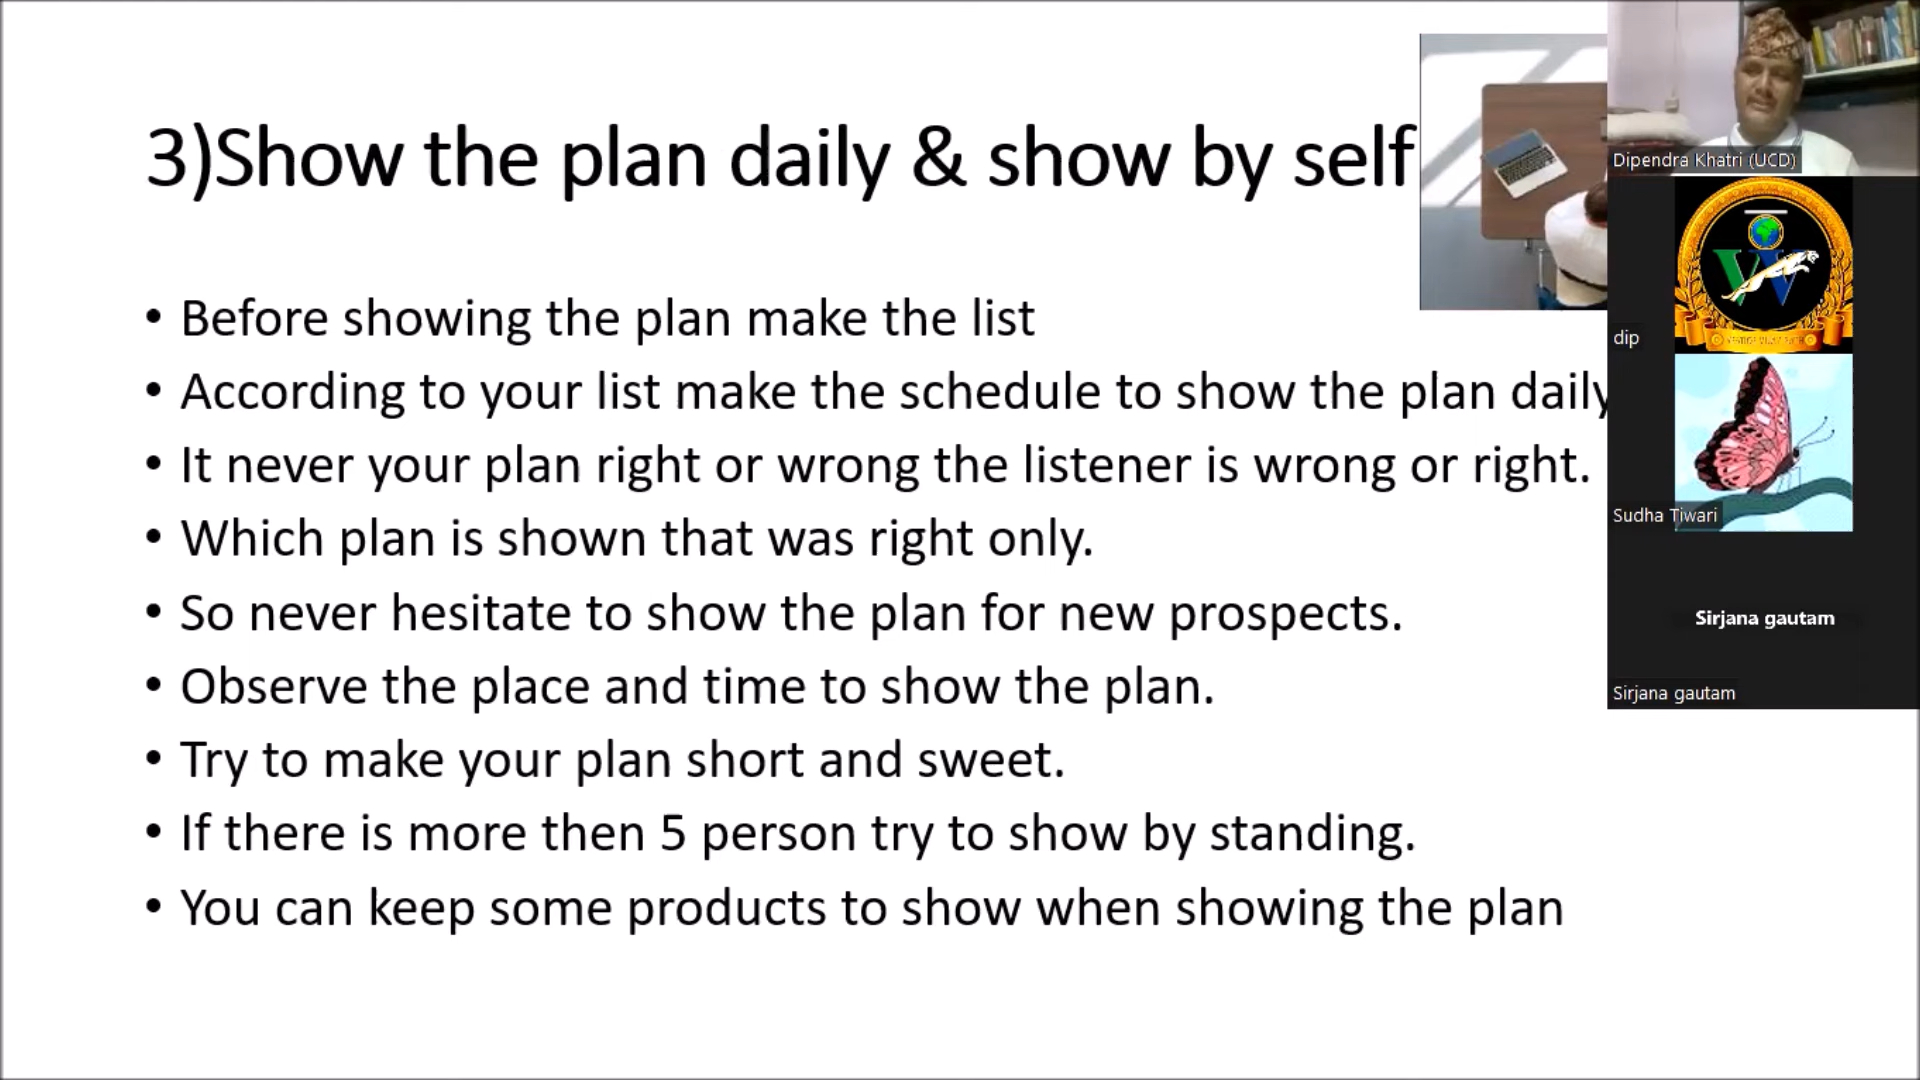 3)Show the plan daily & show by self
• Before showing the plan make the list
• According to your list make the schedule to show the plan daily
• It never your plan right or wrong the listener is wrong or right.
• Which plan is shown that was right only.
• So never hesitate to show the plan for new prospects.
• Observe the place and time to show the plan.
• Try to make your plan short and sweet.
• If there is more then 5 person try to show by standing.
• You can keep some products to show when showing the plan
Dipendra Khatri (UCD)
dip
Sudha Tiwari
Sirjana gautam
Sirjana gautam